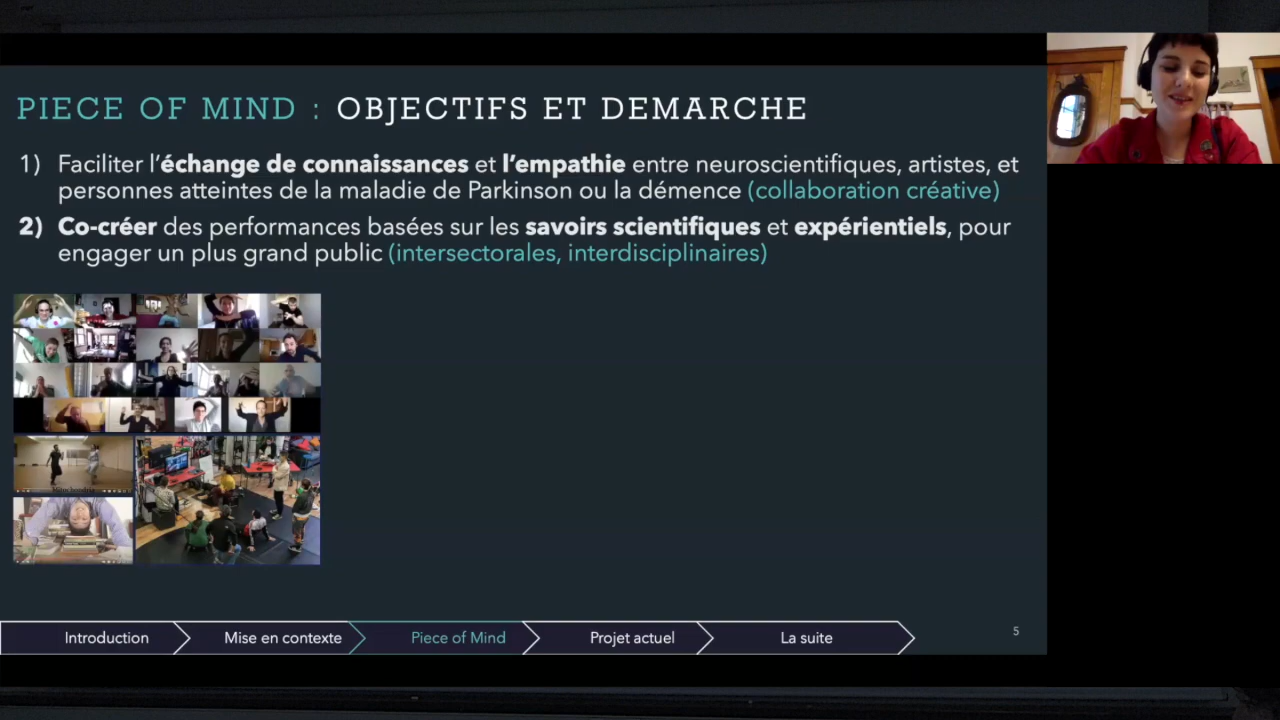 PIECE OF MIND : OBJECTIFS ET DEMARCHE
1) Faciliter l'échange de connaissances et l'empathie entre neuroscientifiques, artistes, et
personnes atteintes de la maladie de Parkinson ou la démence (collaboration créative)
2) Co-créer des performances basées sur les savoirs scientifiques et expérientiels, pour
engager un plus grand public (intersectorales, interdisciplinaires)
Introduction
Mise en contexte
Piece of Mind
Projet actuel
La suite
5